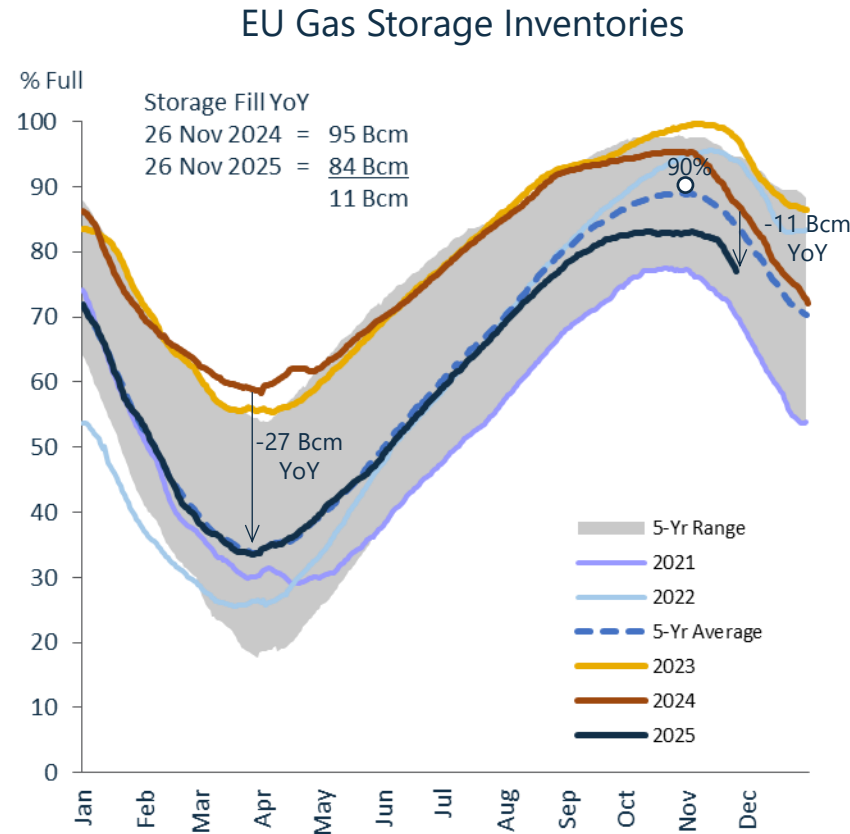 EU Gas Storage Inventories
% Full
Storage Fill YoY
26 Nov 2024 = 95 Bcm
26 Nov 2025 = 84 Bcm
11 Bcm
100
90
80
70
60
50
40
30
20
10
0
90%
-11 Bcm
YoY
-27 Bcm
YoY
5-Yr Range
2021
2022
5-Yr Average
2023
2024
2025
Jan
Feb
Mar
Apr
May
Jun
Jul
Aug
Sep
Oct
Nov
Dec